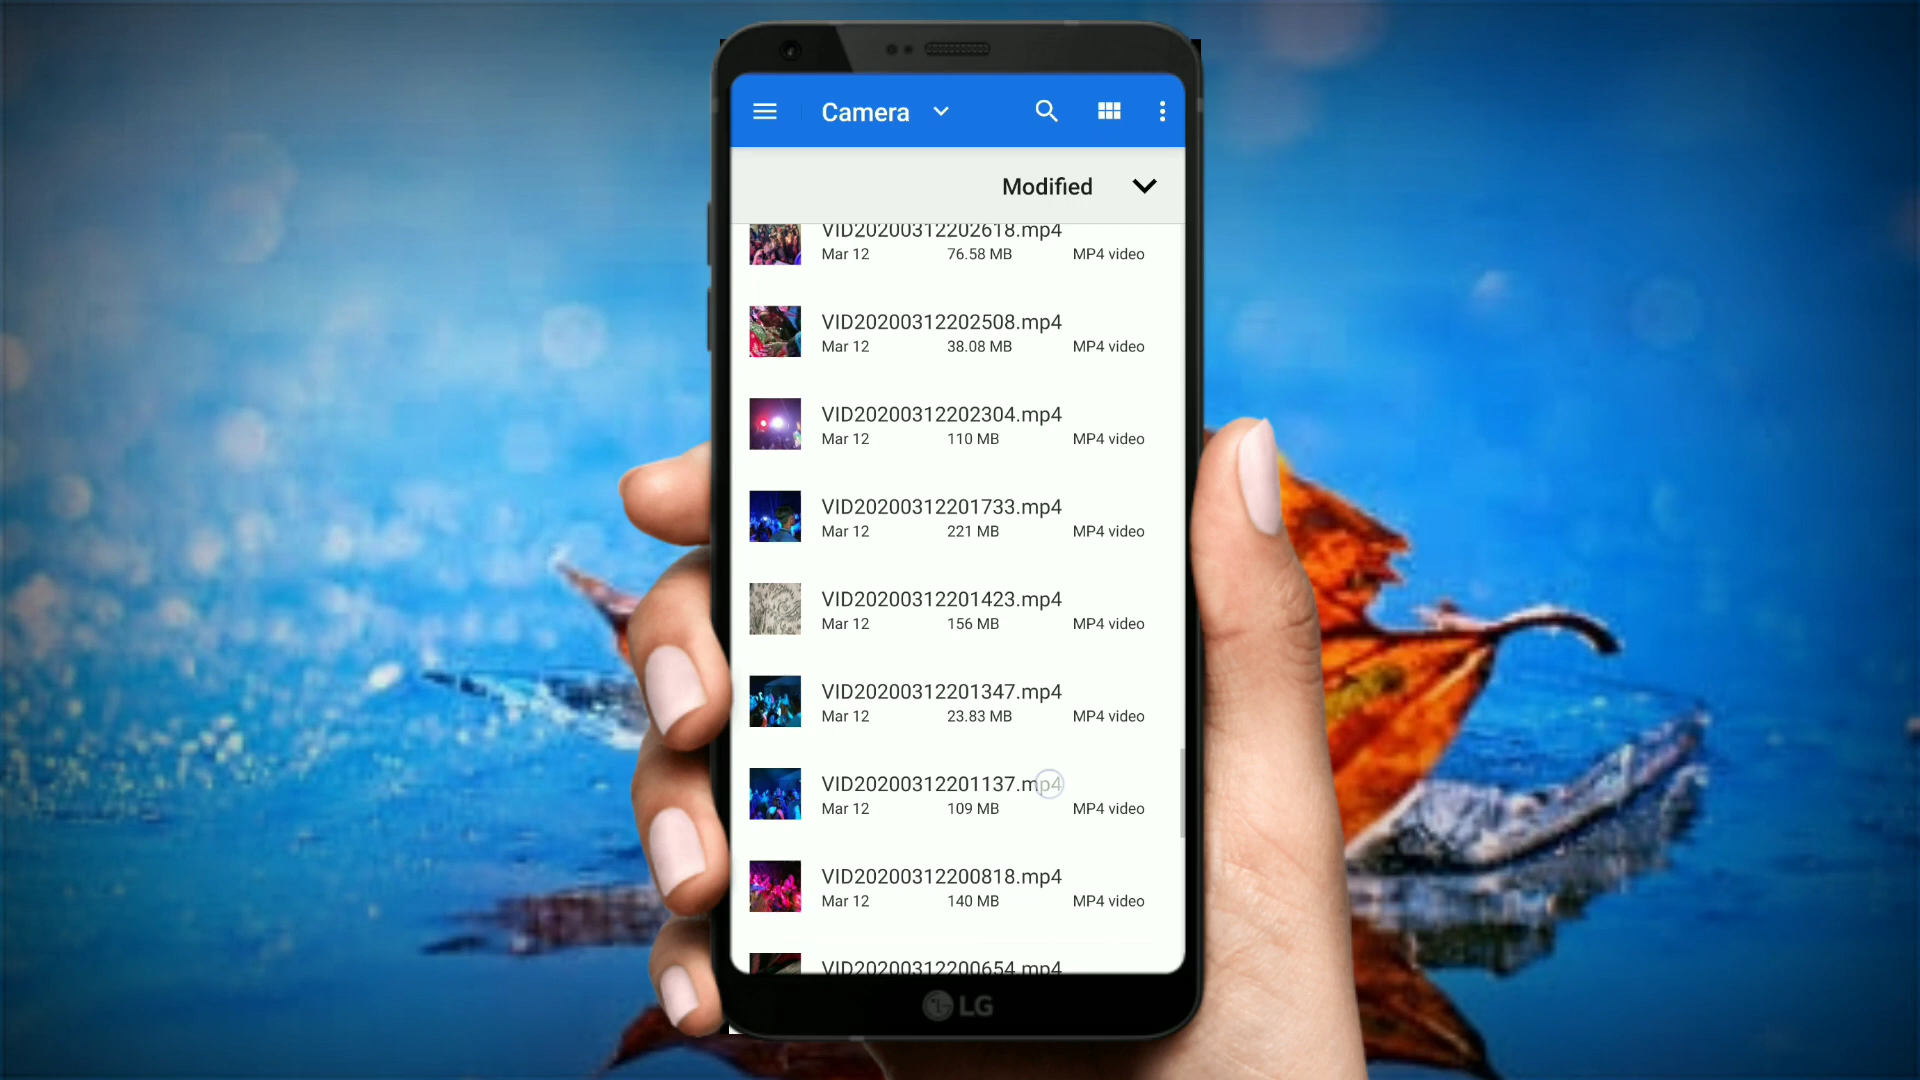 Camera
Modified
VID20200312202618.mp4
Mar 12 76.58 MB MP4 video
VID20200312202508.mp4
Mar 12 38.08 MB MP4 video
VID20200312202304.mp4
Mar 12 110 MB MP4 video
VID20200312201733.mp4
Mar 12 221 MB MP4 video
VID20200312201423.mp4
Mar 12 156 MB MP4 video
VID20200312201347.mp4
Mar 12 23.83 MB MP4 video
VID20200312201137.mp4
Mar 12 109 MB MP4 video
VID20200312200818.mp4
Mar 12 140 MB MP4 video
VID20200312200654.mp4
LG